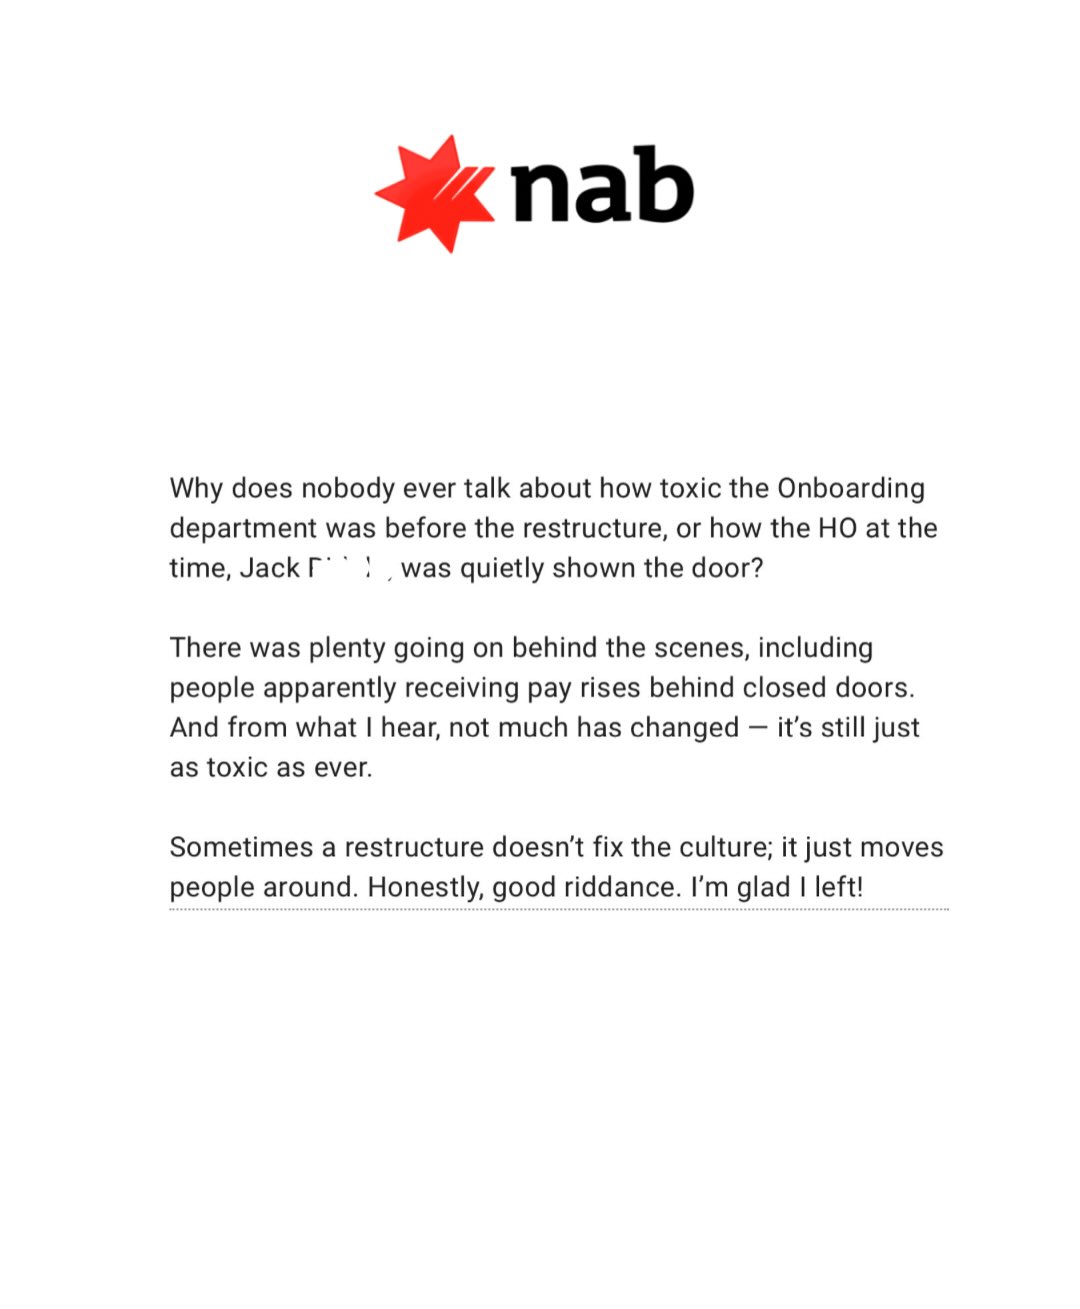 nab
Why does nobody ever talk about how toxic the Onboarding
department was before the restructure, or how the HO at the
time, Jack was quietly shown the door?
There was plenty going on behind the scenes, including
people apparently receiving pay rises behind closed doors.
And from what I hear, not much has changed — it’s still just
as toxic as ever.
Sometimes a restructure doesn’t fix the culture; it just moves
people around. Honestly, good riddance. I’m glad I left!